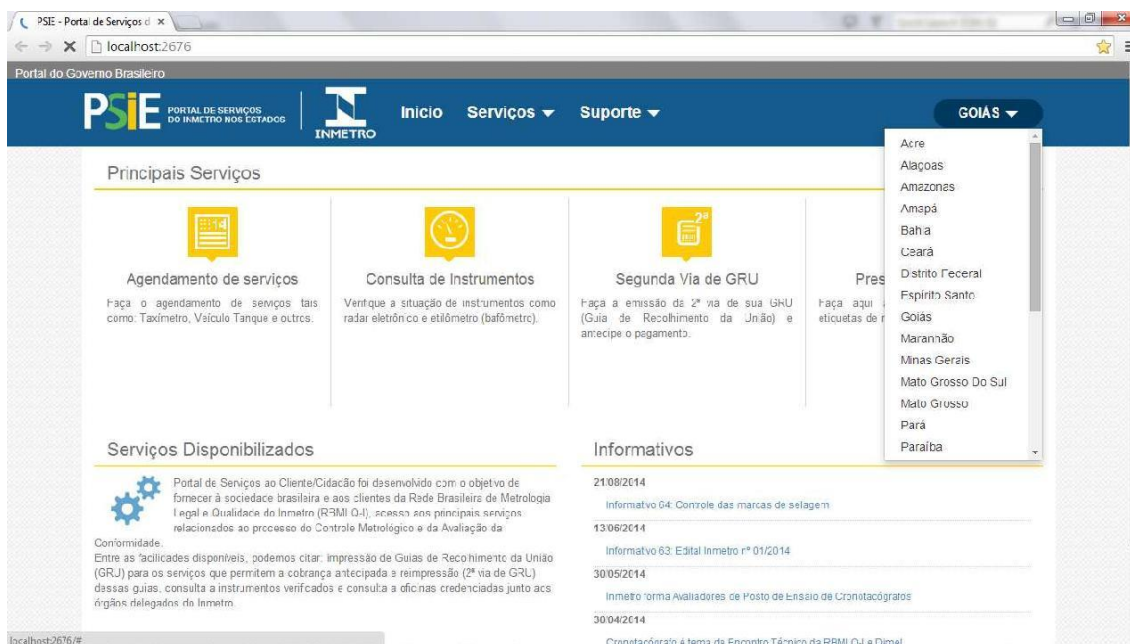 PSIE - Portal de Serviços d
localhost:2676
Portal do Governo Brasileiro
PSiE PORTAL DE SERVIÇOS
DO INMETRO NOS ESTADOS
INMETRO
Início Serviços Suporte GOIÁS
Acre
Alagoas
Amazonas
Amapá
Bahia
Ceará
Distrito Federal
Espírito Santo
Goiás
Maranhão
Minas Gerais
Mato Grosso Do Sul
Mato Grosso
Pará
Paraíba
Principais Serviços
Agendamento de serviços
Faça o agendamento de serviços tais
como: Taxímetro, Veículo Tanque e outros.
Consulta de Instrumentos
Verifique a situação de instrumentos como
radar eletrônico e etilômetro (bafômetro).
2ª
Segunda Via de GRU
Faça a emissão da 2ª via de sua GRU
(Guia de Recolhimento da União) e
antecipe o pagamento.
Pres
Faça aqui
etiquetas de
Serviços Disponibilizados
Portal de Serviços ao Cliente/Cidadão foi desenvolvido com o objetivo de
fornecer à sociedade brasileira e aos clientes da Rede Brasileira de Metrologia
Legal e Qualidade do Inmetro (RBMLQ-I), acesso aos principais serviços
relacionados ao processo do Controle Metrológico e da Avaliação da
Conformidade.
Entre as facilidades disponíveis, podemos citar: impressão de Guias de Recolhimento da União
(GRU) para os serviços que permitem a cobrança antecipada e reimpressão (2ª via de GRU)
dessas guias, consulta a instrumentos verificados e consulta a oficinas credenciadas junto aos
órgãos delegados do Inmetro.
Informativos
21/08/2014
Informativo 64: Controle das marcas de selagem
13/06/2014
Informativo 63: Edital Inmetro nº 01/2014
30/05/2014
Inmetro forma Avaliadores de Posto de Ensaio de Cronotacógrafos
30/04/2014
Cronotacógrafo é tema de Encontro Técnico da RBMLQ-I e Dimel
localhost:2676/#